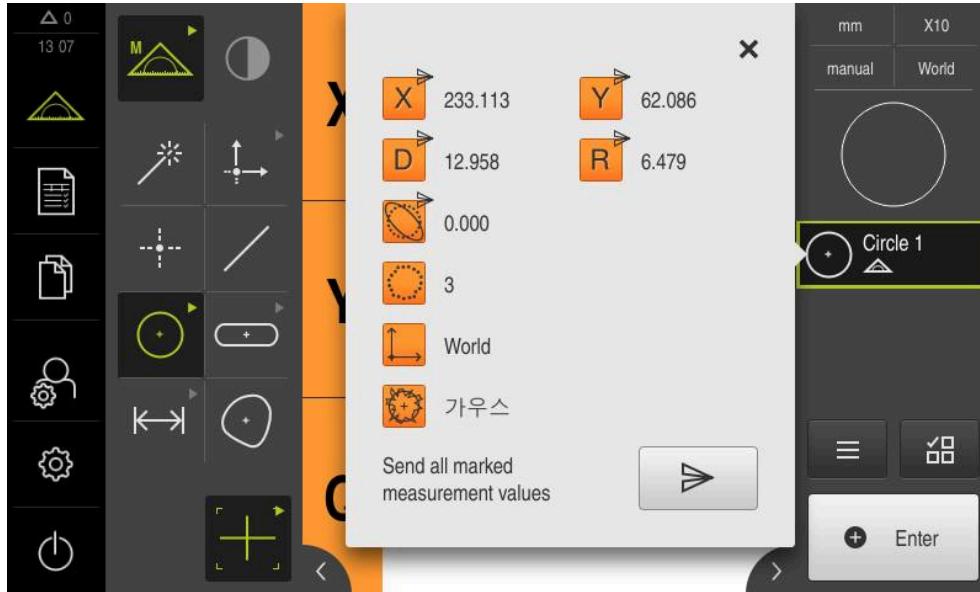 0
13 07
M
X
Y
X 233.113
Y 62.086
D 12.958
R 6.479
0.000
3
World
가우스
Send all marked
measurement values
mm X10
manual World
Circle 1
Enter